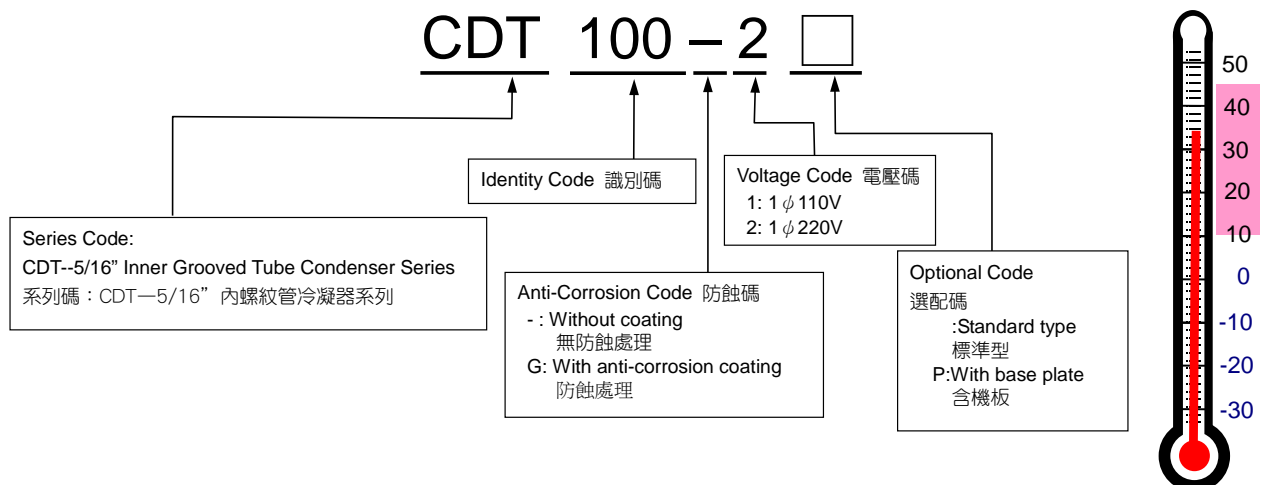 CDT 100 – 2 □
Identity Code 識別碼
Voltage Code 電壓碼
1: 1φ110V
2: 1φ220V
Series Code:
CDT--5/16” Inner Grooved Tube Condenser Series
系列碼：CDT—5/16” 內螺紋管冷凝器系列
Anti-Corrosion Code 防蝕碼
- : Without coating
無防蝕處理
G: With anti-corrosion coating
防蝕處理
Optional Code
選配碼
:Standard type
標準型
P:With base plate
含機板
50
40
30
20
10
0
-10
-20
-30